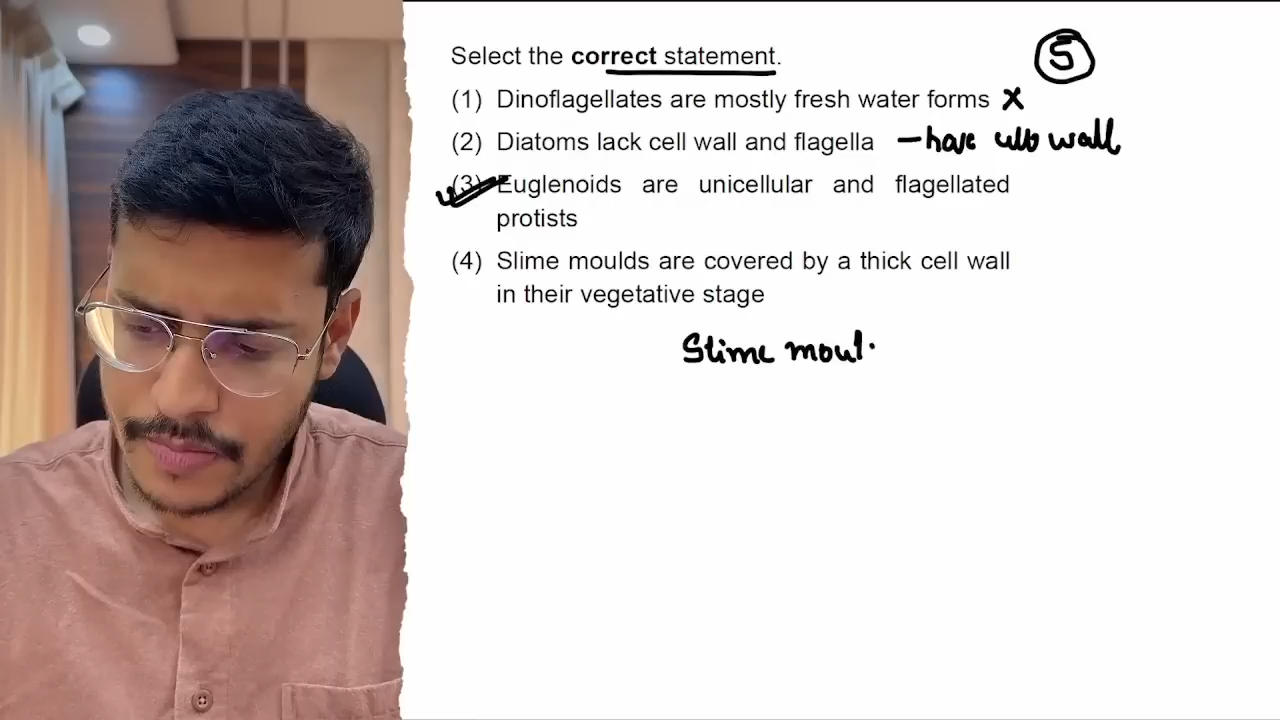 Select the correct statement. 5
(1) Dinoflagellates are mostly fresh water forms X
(2) Diatoms lack cell wall and flagella – have wall
(3) Euglenoids are unicellular and flagellated
protists
(4) Slime moulds are covered by a thick cell wall
in their vegetative stage
Slime moul.